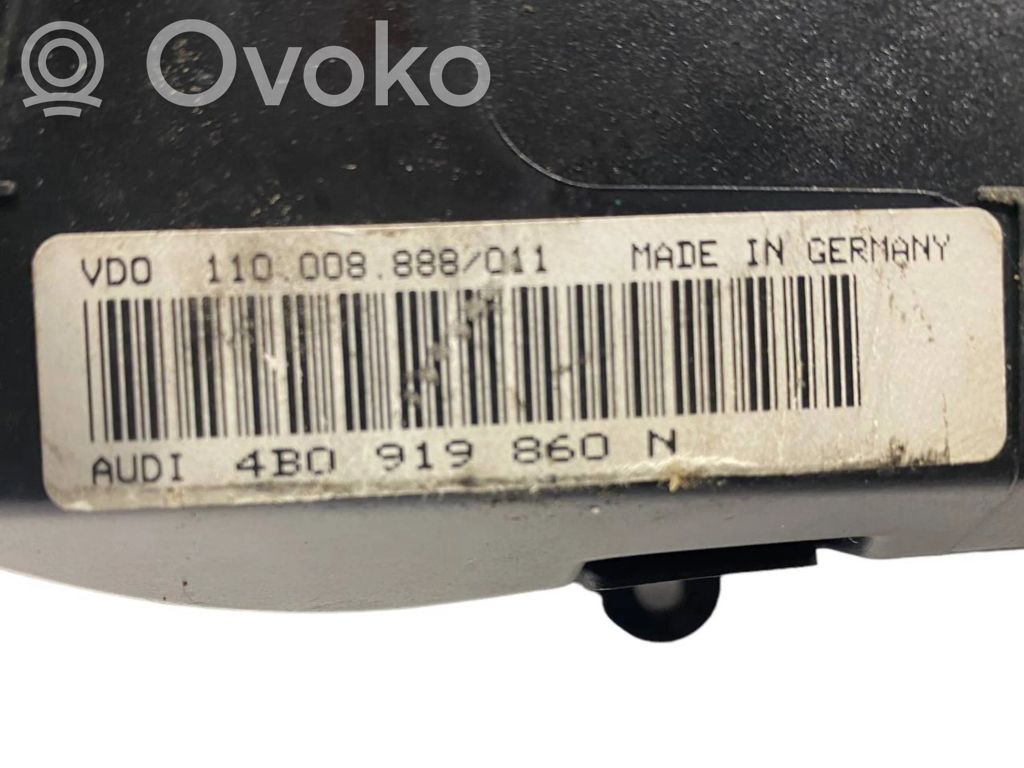 Ovoko
VDO 110.008.888/011 MADE IN GERMANY
AUDI 4B0 919 860 N